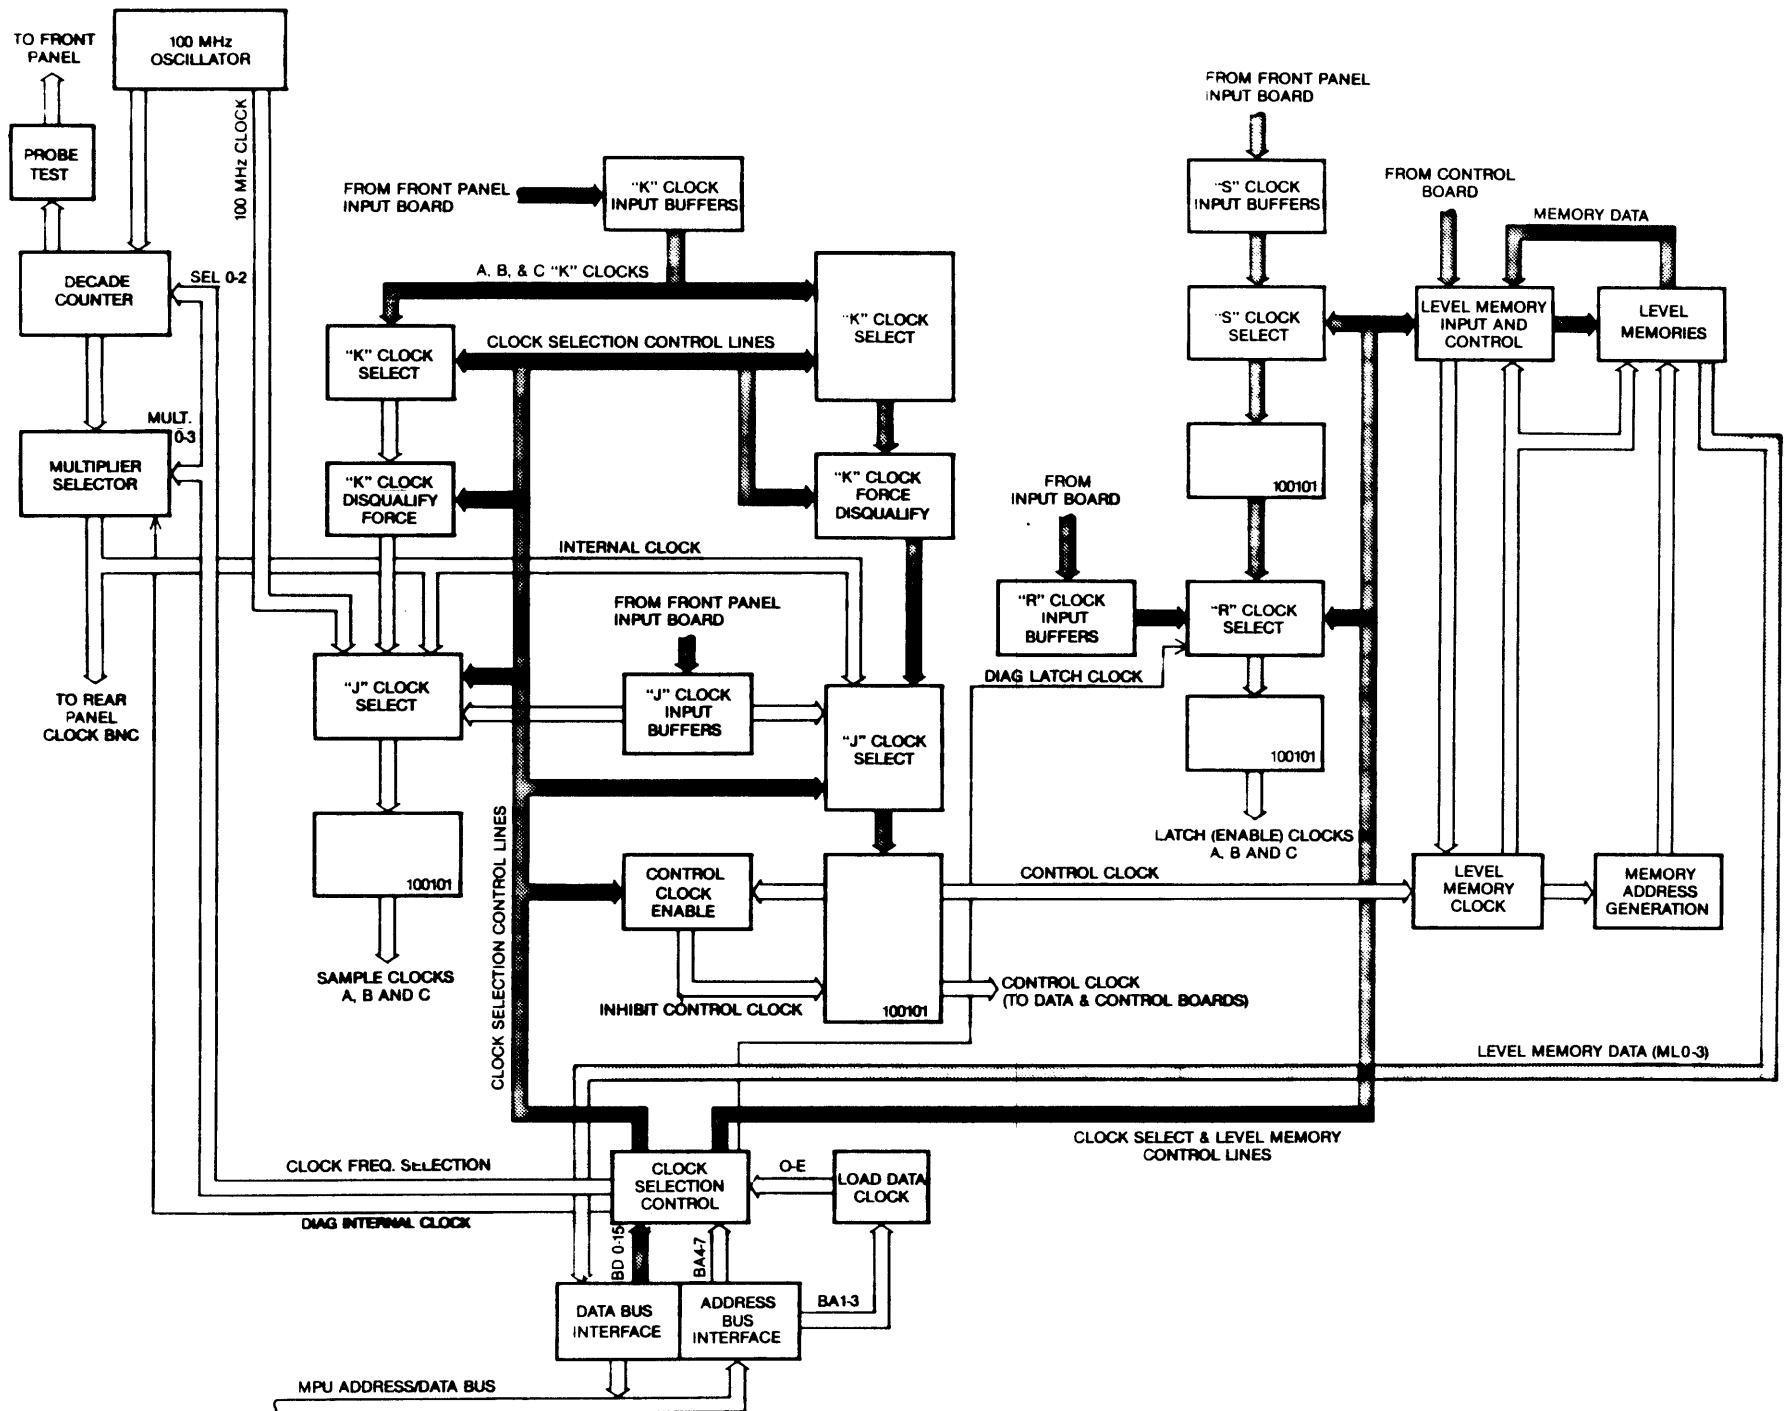 TO FRONT
PANEL
100 MHz
OSCILLATOR
100 MHz CLOCK
PROBE
TEST
FROM FRONT PANEL
INPUT BOARD
"K" CLOCK
INPUT BUFFERS
FROM FRONT PANEL
INPUT BOARD
"S" CLOCK
INPUT BUFFERS
FROM CONTROL
BOARD
MEMORY DATA
DECADE
COUNTER
SEL 0-2
A, B, & C "K" CLOCKS
"K" CLOCK
SELECT
"S" CLOCK
SELECT
LEVEL MEMORY
INPUT AND
CONTROL
LEVEL
MEMORIES
"K" CLOCK
SELECT
CLOCK SELECTION CONTROL LINES
MULT.
0-3
MULTIPLIER
SELECTOR
"K" CLOCK
DISQUALIFY
FORCE
"K" CLOCK
FORCE
DISQUALIFY
100101
FROM
INPUT BOARD
INTERNAL CLOCK
FROM FRONT PANEL
INPUT BOARD
"R" CLOCK
INPUT
BUFFERS
"R" CLOCK
SELECT
DIAG LATCH CLOCK
TO REAR
PANEL
CLOCK BNC
"J" CLOCK
SELECT
"J" CLOCK
INPUT
BUFFERS
"J" CLOCK
SELECT
100101
LATCH (ENABLE) CLOCKS
A, B AND C
100101
CLOCK SELECTION CONTROL LINES
CONTROL
CLOCK
ENABLE
CONTROL CLOCK
LEVEL
MEMORY
CLOCK
MEMORY
ADDRESS
GENERATION
SAMPLE CLOCKS
A, B AND C
INHIBIT CONTROL CLOCK
100101
CONTROL CLOCK
(TO DATA & CONTROL BOARDS)
LEVEL MEMORY DATA (ML0-3)
CLOCK SELECT & LEVEL MEMORY
CONTROL LINES
CLOCK FREQ. SELECTION
CLOCK
SELECTION
CONTROL
O-E
LOAD DATA
CLOCK
DIAG INTERNAL CLOCK
BD 0-15
BA4-7
DATA BUS
INTERFACE
ADDRESS
BUS
INTERFACE
BA1-3
MPU ADDRESS/DATA BUS